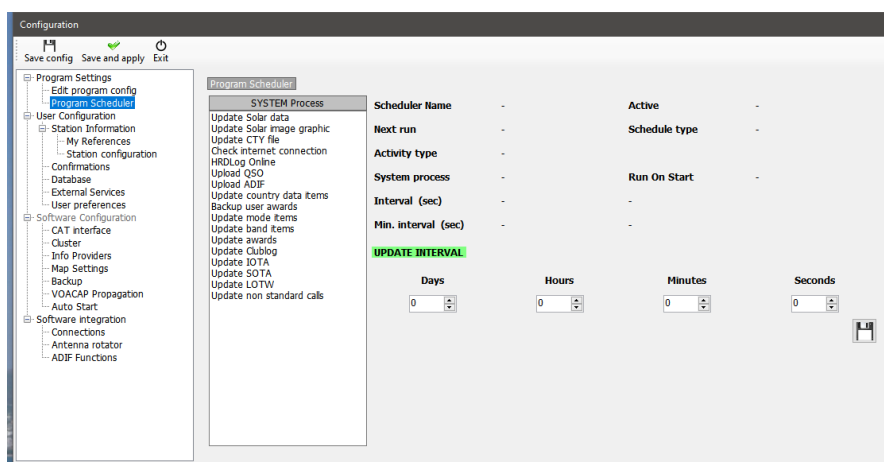 Configuration
Save config Save and apply Exit
Program Settings
Edit program config
Program Scheduler
User Configuration
Station Information
My References
Station configuration
Confirmations
Database
External Services
User preferences
Software Configuration
CAT interface
Cluster
Info Providers
Map Settings
Backup
VOACAP Propagation
Auto Start
Software integration
Connections
Antenna rotator
ADIF Functions
Program Scheduler
SYSTEM Process
Update Solar data
Update Solar image graphic
Update CTY file
Check internet connection
HRDLog Online
Upload QSO
Upload ADIF
Update country data items
Backup user awards
Update mode items
Update band items
Update awards
Update Clublog
Update IOTA
Update SOTA
Update LOTW
Update non standard calls
Scheduler Name - Active -
Next run - Schedule type -
Activity type -
System process - Run On Start -
Interval (sec) - -
Min. interval (sec) - -
UPDATE INTERVAL
Days Hours Minutes Seconds
0 0 0 0